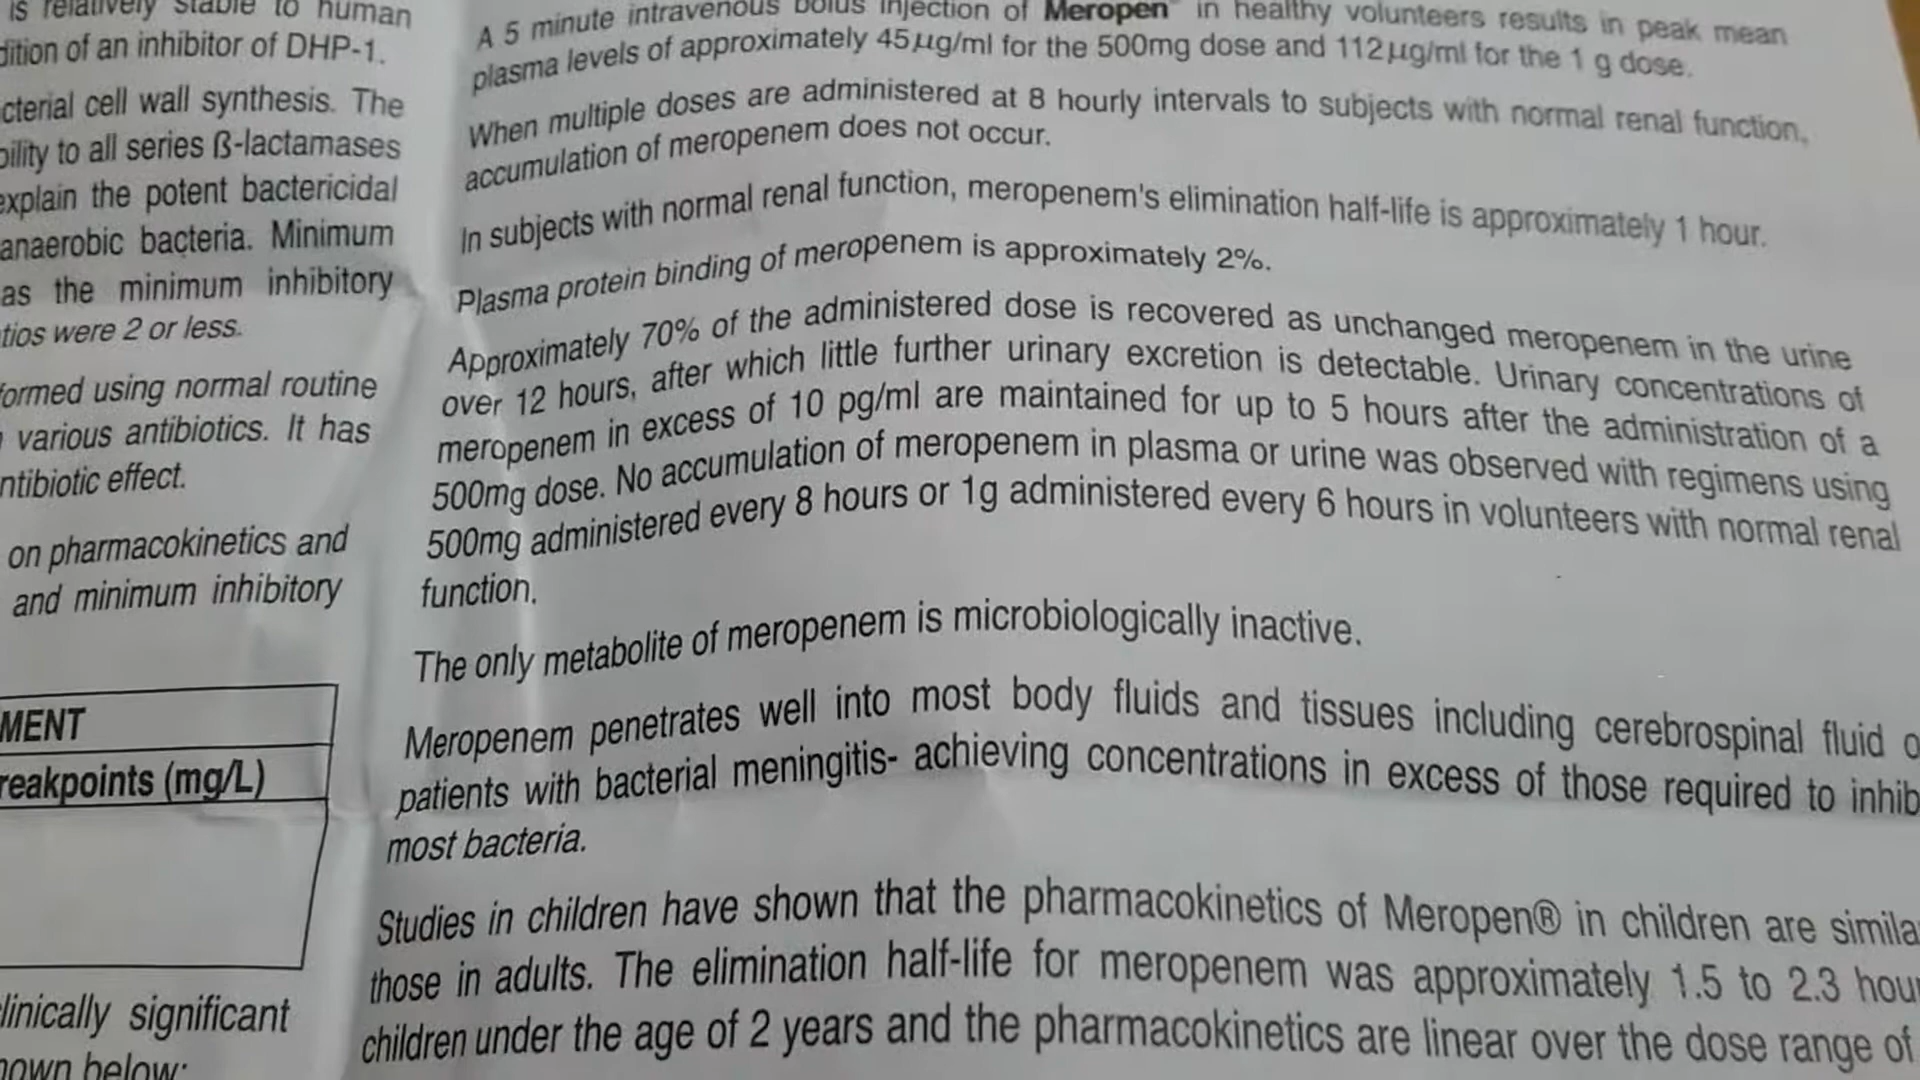 is relatively stable to human
dition of an inhibitor of DHP-1.
cterial cell wall synthesis. The
bility to all series ß-lactamases
explain the potent bactericidal
anaerobic bacteria. Minimum
as the minimum inhibitory
tios were 2 or less.
formed using normal routine
various antibiotics. It has
ntibiotic effect.
on pharmacokinetics and
and minimum inhibitory
MENT
reakpoints (mg/L)
linically significant
hown below:
A 5 minute intravenous bolus injection of Meropen in healthy volunteers results in peak mean
plasma levels of approximately 45µg/ml for the 500mg dose and 112µg/ml for the 1 g dose.
When multiple doses are administered at 8 hourly intervals to subjects with normal renal function,
accumulation of meropenem does not occur.
In subjects with normal renal function, meropenem's elimination half-life is approximately 1 hour.
Plasma protein binding of meropenem is approximately 2%.
Approximately 70% of the administered dose is recovered as unchanged meropenem in the urine
over 12 hours, after which little further urinary excretion is detectable. Urinary concentrations of
meropenem in excess of 10 pg/ml are maintained for up to 5 hours after the administration of a
500mg dose. No accumulation of meropenem in plasma or urine was observed with regimens using
500mg administered every 8 hours or 1g administered every 6 hours in volunteers with normal renal
function.
The only metabolite of meropenem is microbiologically inactive.
Meropenem penetrates well into most body fluids and tissues including cerebrospinal fluid o
patients with bacterial meningitis- achieving concentrations in excess of those required to inhib
most bacteria.
Studies in children have shown that the pharmacokinetics of Meropen® in children are simila
those in adults. The elimination half-life for meropenem was approximately 1.5 to 2.3 hour
children under the age of 2 years and the pharmacokinetics are linear over the dose range of